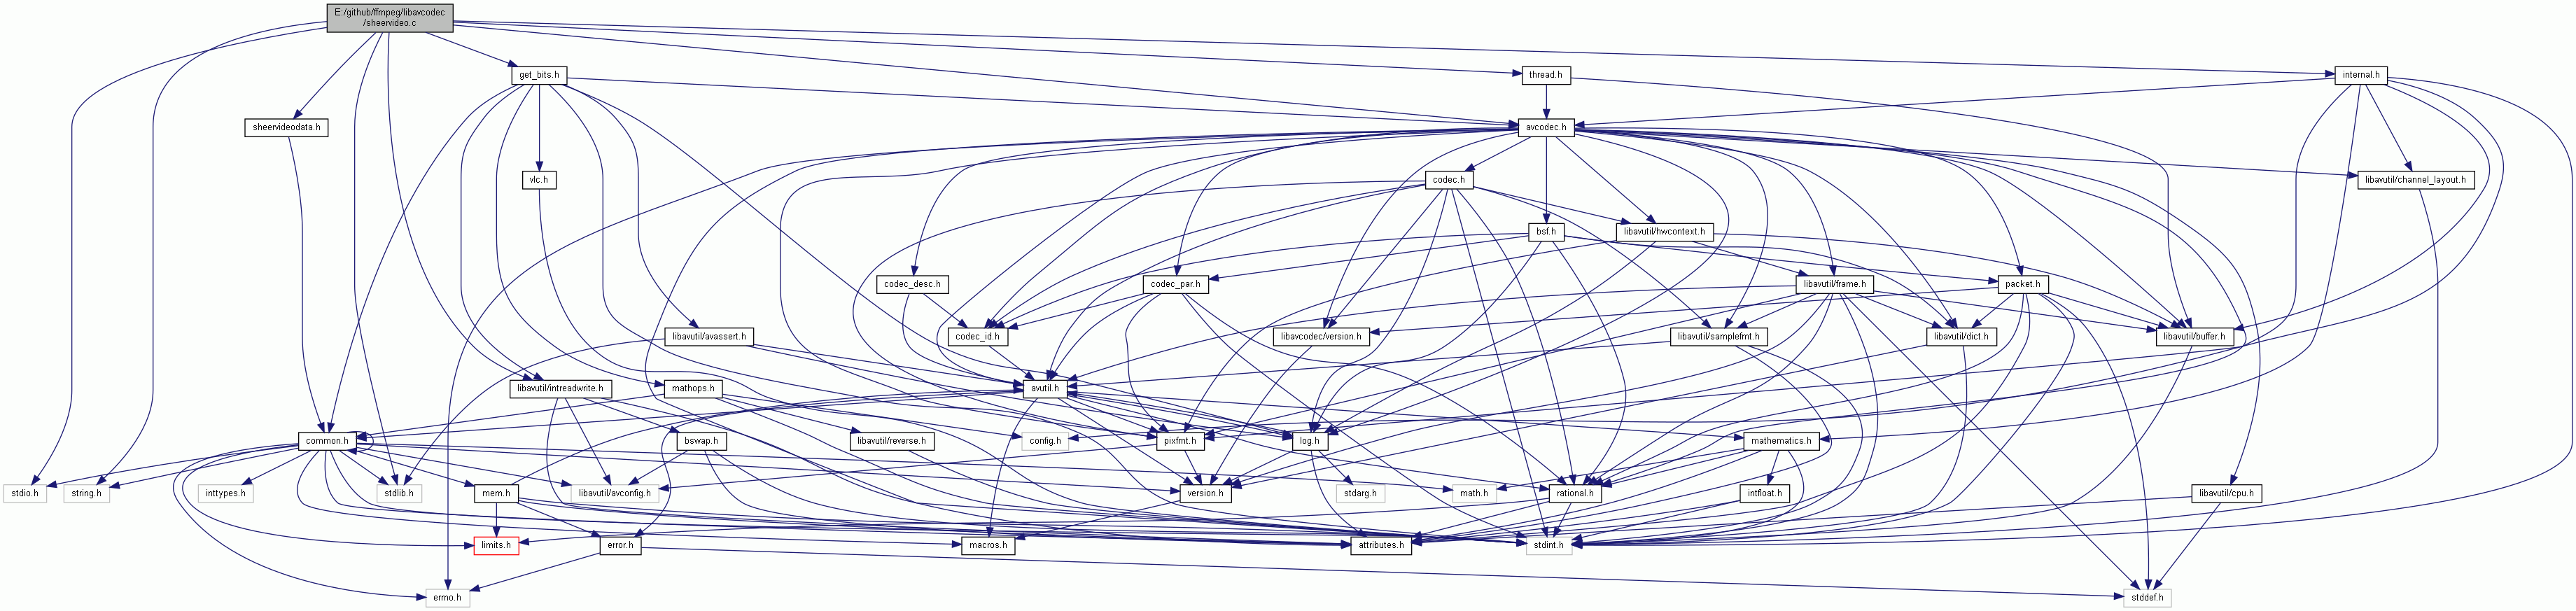 E:/github/ffmpeg/libavcodec
/sheervideo.c
get_bits.h
thread.h
internal.h
sheervideodata.h
avcodec.h
vlc.h
codec.h
libavutil/channel_layout.h
bsf.h
libavutil/hwcontext.h
codec_desc.h
codec_par.h
libavutil/frame.h
packet.h
libavutil/avassert.h
codec_id.h
libavcodec/version.h
libavutil/samplefmt.h
libavutil/dict.h
libavutil/buffer.h
libavutil/intreadwrite.h
mathops.h
avutil.h
common.h
bswap.h
libavutil/reverse.h
config.h
pixfmt.h
log.h
mathematics.h
stdio.h
string.h
inttypes.h
stdlib.h
mem.h
libavutil/avconfig.h
version.h
stdarg.h
math.h
rational.h
intfloat.h
libavutil/cpu.h
limits.h
error.h
macros.h
attributes.h
stdint.h
errno.h
stddef.h